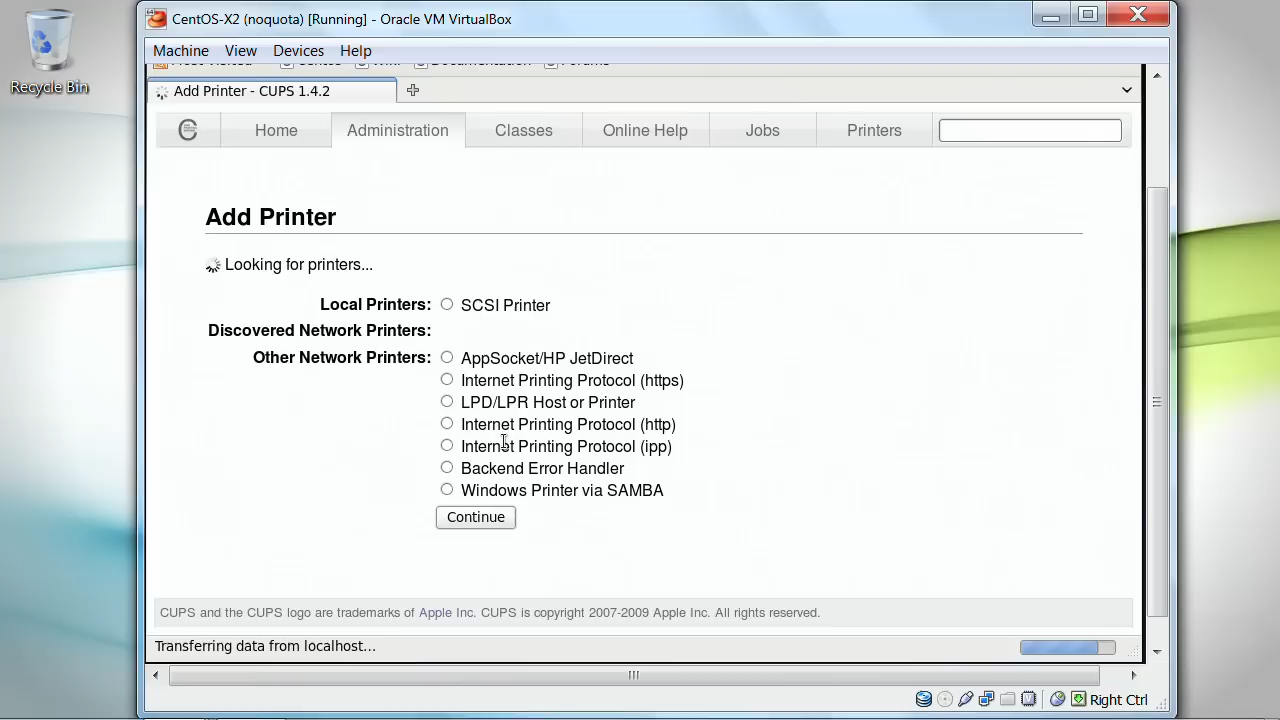 CentOS-X2 (noquota) [Running] - Oracle VM VirtualBox
Machine View Devices Help
Recycle Bin
Add Printer - CUPS 1.4.2
Home Administration Classes Online Help Jobs Printers
Add Printer
Looking for printers...
Local Printers: SCSI Printer
Discovered Network Printers:
Other Network Printers: AppSocket/HP JetDirect
Internet Printing Protocol (https)
LPD/LPR Host or Printer
Internet Printing Protocol (http)
Internet Printing Protocol (ipp)
Backend Error Handler
Windows Printer via SAMBA
Continue
CUPS and the CUPS logo are trademarks of Apple Inc. CUPS is copyright 2007-2009 Apple Inc. All rights reserved.
Transferring data from localhost...
Right Ctrl